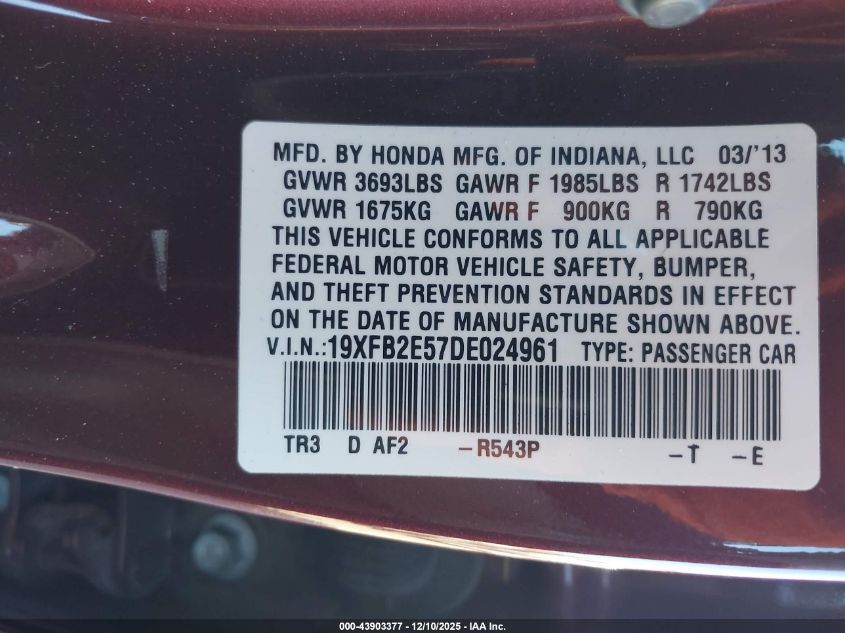 MFD. BY HONDA MFG. OF INDIANA, LLC 03/'13
GVWR 3693LBS GAWR F 1985LBS R 1742LBS
GVWR 1675KG GAWR F 900KG R 790KG
THIS VEHICLE CONFORMS TO ALL APPLICABLE
FEDERAL MOTOR VEHICLE SAFETY, BUMPER,
AND THEFT PREVENTION STANDARDS IN EFFECT
ON THE DATE OF MANUFACTURE SHOWN ABOVE.
V.I.N.:19XFB2E57DE024961 TYPE: PASSENGER CAR
TR3 D AF2 -R543P -T -E
000-43903377 - 12/10/2025 - IAA Inc.